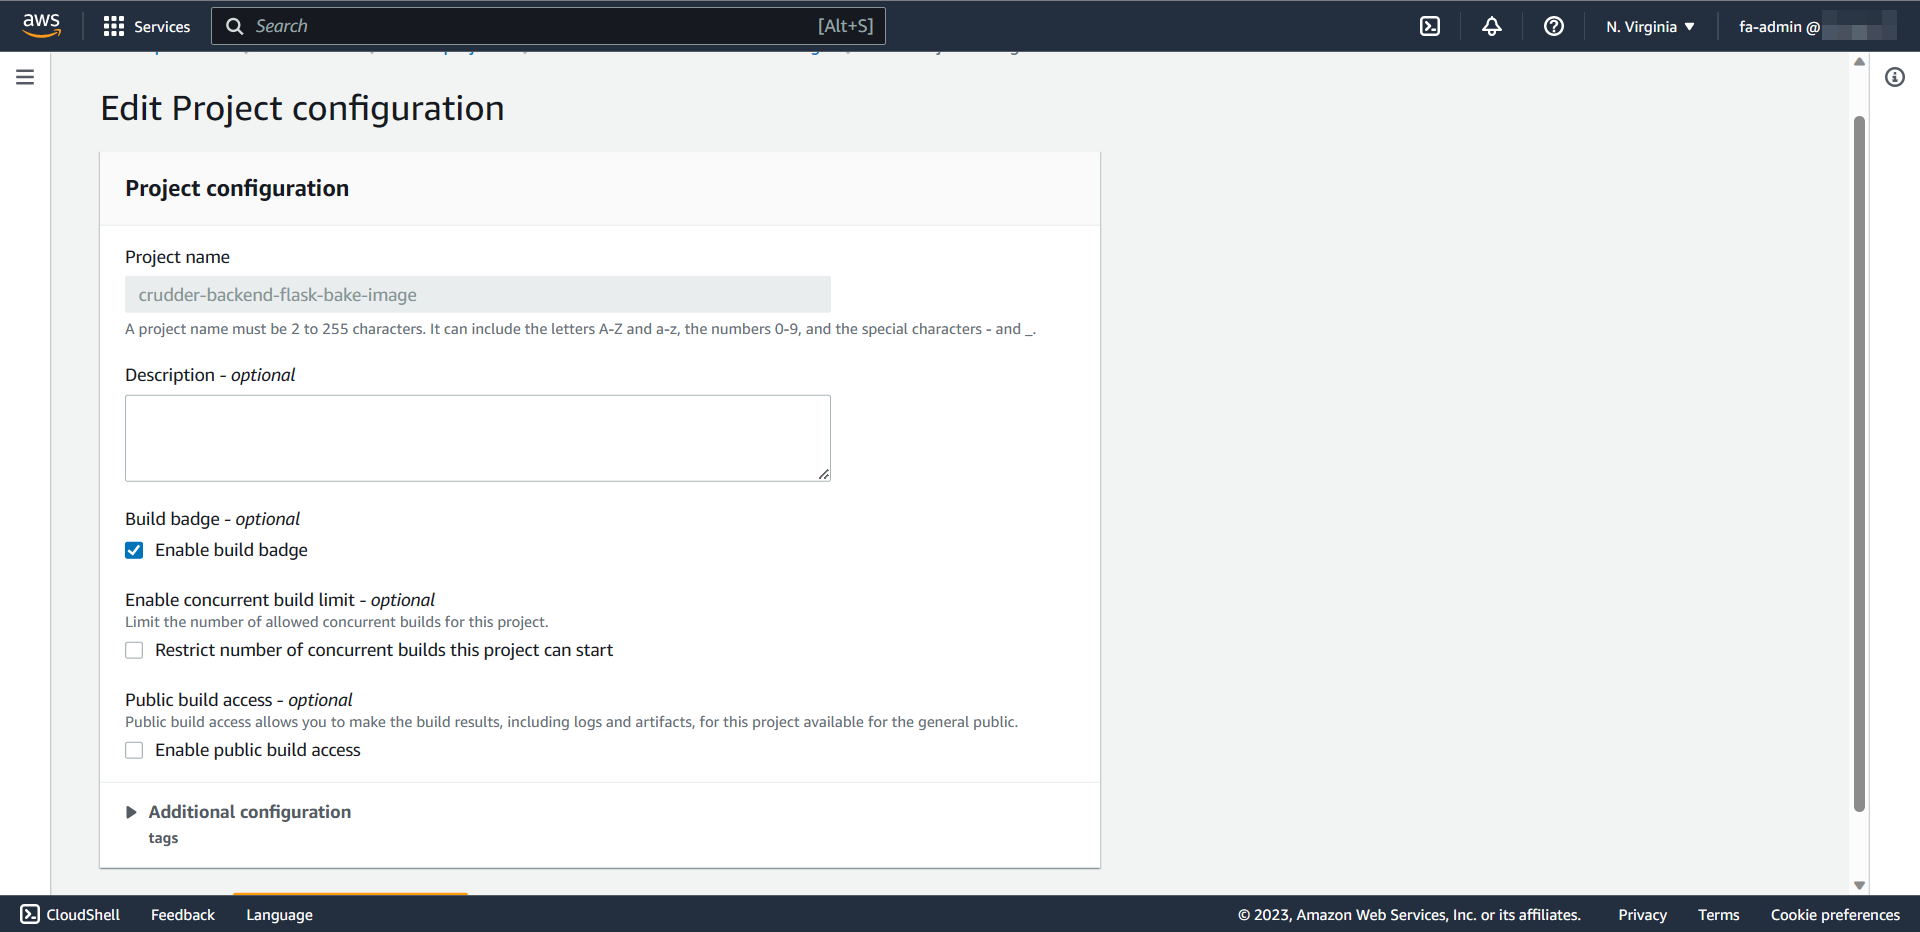 aws
Services
Search
[Alt+S]
N. Virginia
fa-admin @
Edit Project configuration
Project configuration
Project name
crudder-backend-flask-bake-image
A project name must be 2 to 255 characters. It can include the letters A-Z and a-z, the numbers 0-9, and the special characters - and _.
Description - optional
Build badge - optional
Enable build badge
Enable concurrent build limit - optional
Limit the number of allowed concurrent builds for this project.
Restrict number of concurrent builds this project can start
Public build access - optional
Public build access allows you to make the build results, including logs and artifacts, for this project available for the general public.
Enable public build access
Additional configuration
tags
CloudShell
Feedback
Language
© 2023, Amazon Web Services, Inc. or its affiliates.
Privacy
Terms
Cookie preferences